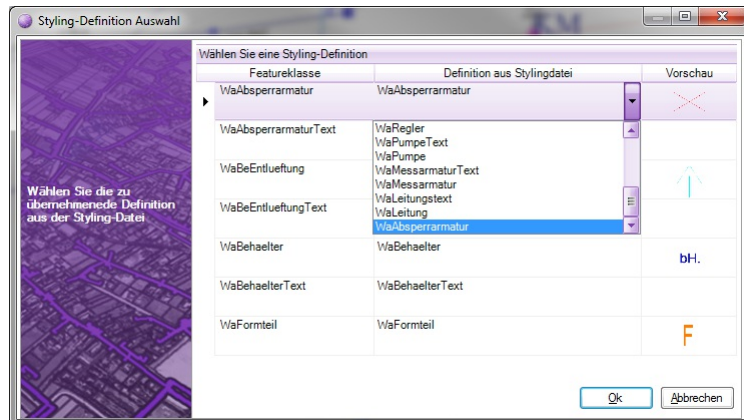 KM
Styling-Definition Auswahl
Wählen Sie eine Styling-Definition
Featureklasse Definition aus Stylingdatei Vorschau
WaAbsperrarmatur WaAbsperrarmatur
WaAbsperrarmaturText
WaRegler
WaPumpeText
WaPumpe
WaMessarmaturText
WaMessarmatur
WaLeitungstext
WaLeitung
WaAbsperrarmatur
WaBeEntlueftung
WaBeEntlueftungText
Wählen Sie die zu
übernehmenede Definition
aus der Styling-Datei
WaBehaelter WaBehaelter bH.
WaBehaelterText WaBehaelterText
WaFormteil WaFormteil F
Ok Abbrechen